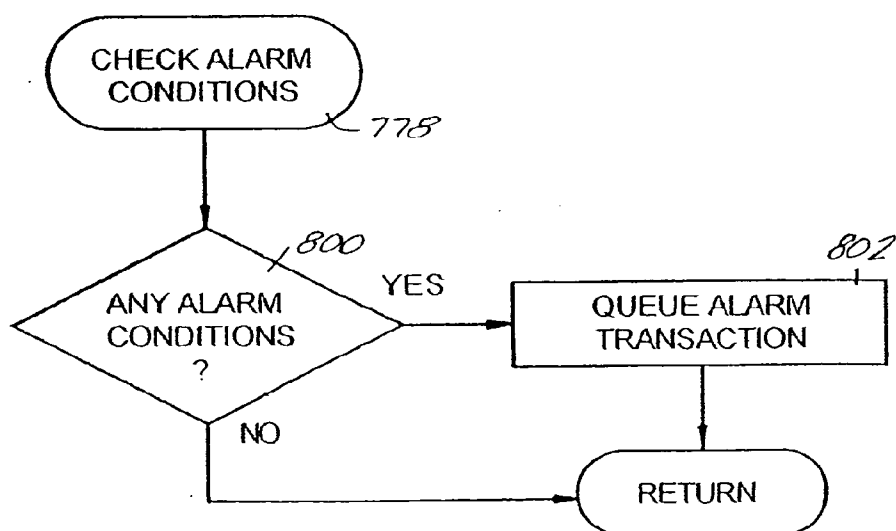 CHECK ALARM
CONDITIONS
778
800
ANY ALARM
CONDITIONS
?
YES
802
QUEUE ALARM
TRANSACTION
NO
RETURN